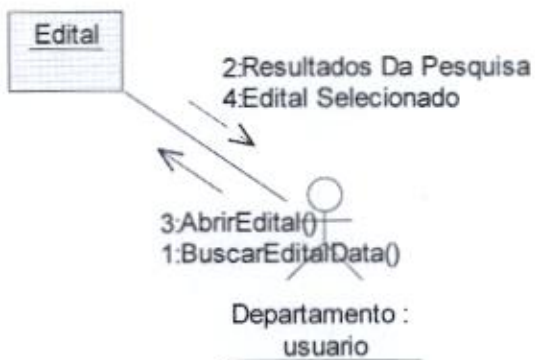 Edital
2:Resultados Da Pesquisa
4:Edital Selecionado
3:AbrirEdital()
1:BuscarEditalData()
Departamento :
usuario